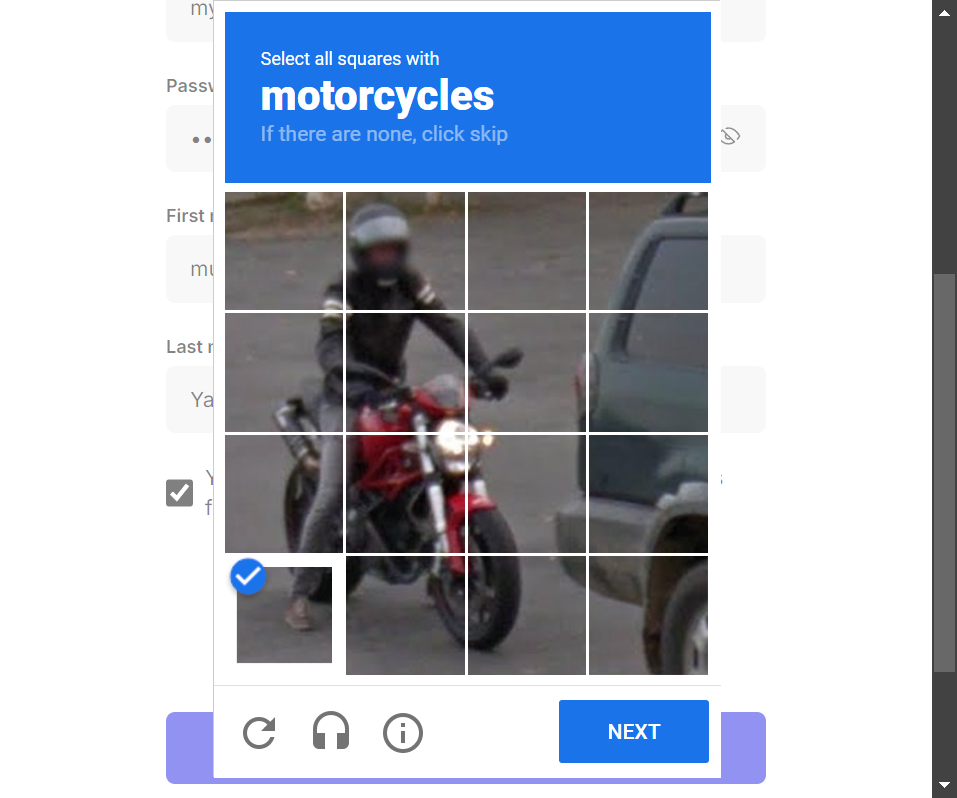 my
Passw
••
Select all squares with
motorcycles
If there are none, click skip
First
mu
Last
Ya
Y
s
f
NEXT